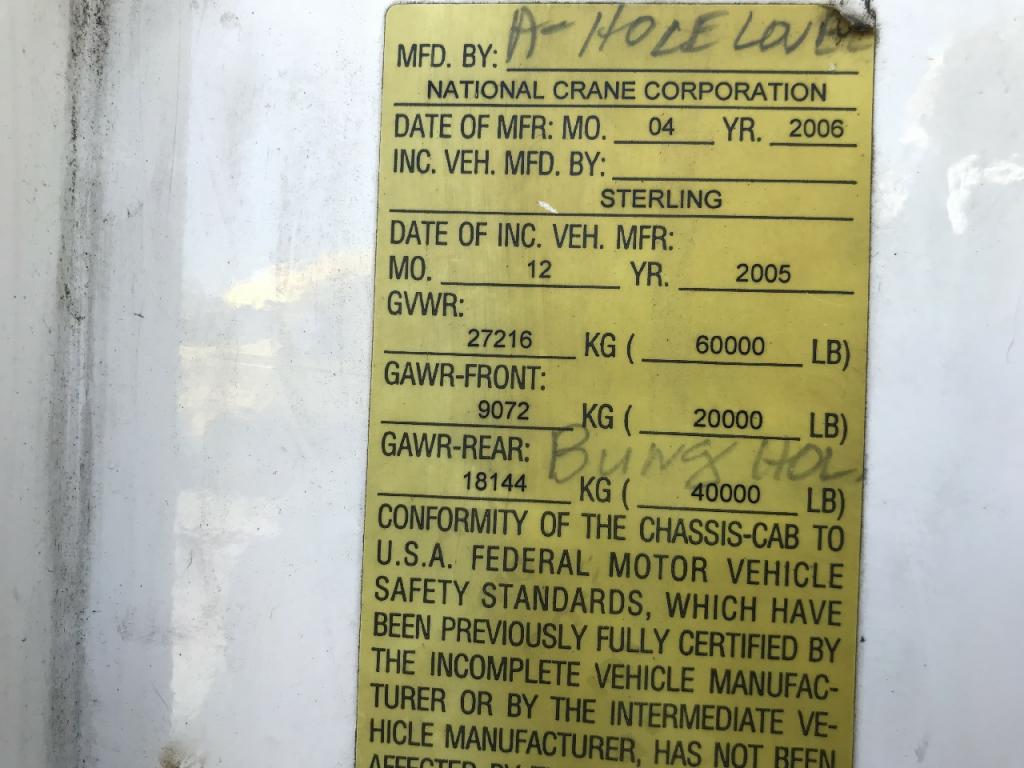 A-HOLE LOVE
MFD. BY:
NATIONAL CRANE CORPORATION
DATE OF MFR: MO. 04 YR. 2006
INC. VEH. MFD. BY:
STERLING
DATE OF INC. VEH. MFR:
MO. 12 YR. 2005
GVWR:
27216 KG ( 60000 LB)
GAWR-FRONT:
9072 KG ( 20000 LB)
GAWR-REAR: Bung HOL
18144 KG ( 40000 LB)
CONFORMITY OF THE CHASSIS-CAB TO
U.S.A. FEDERAL MOTOR VEHICLE
SAFETY STANDARDS, WHICH HAVE
BEEN PREVIOUSLY FULLY CERTIFIED BY
THE INCOMPLETE VEHICLE MANUFAC-
TURER OR BY THE INTERMEDIATE VE-
HICLE MANUFACTURER, HAS NOT BEEN
AFFECTED BY